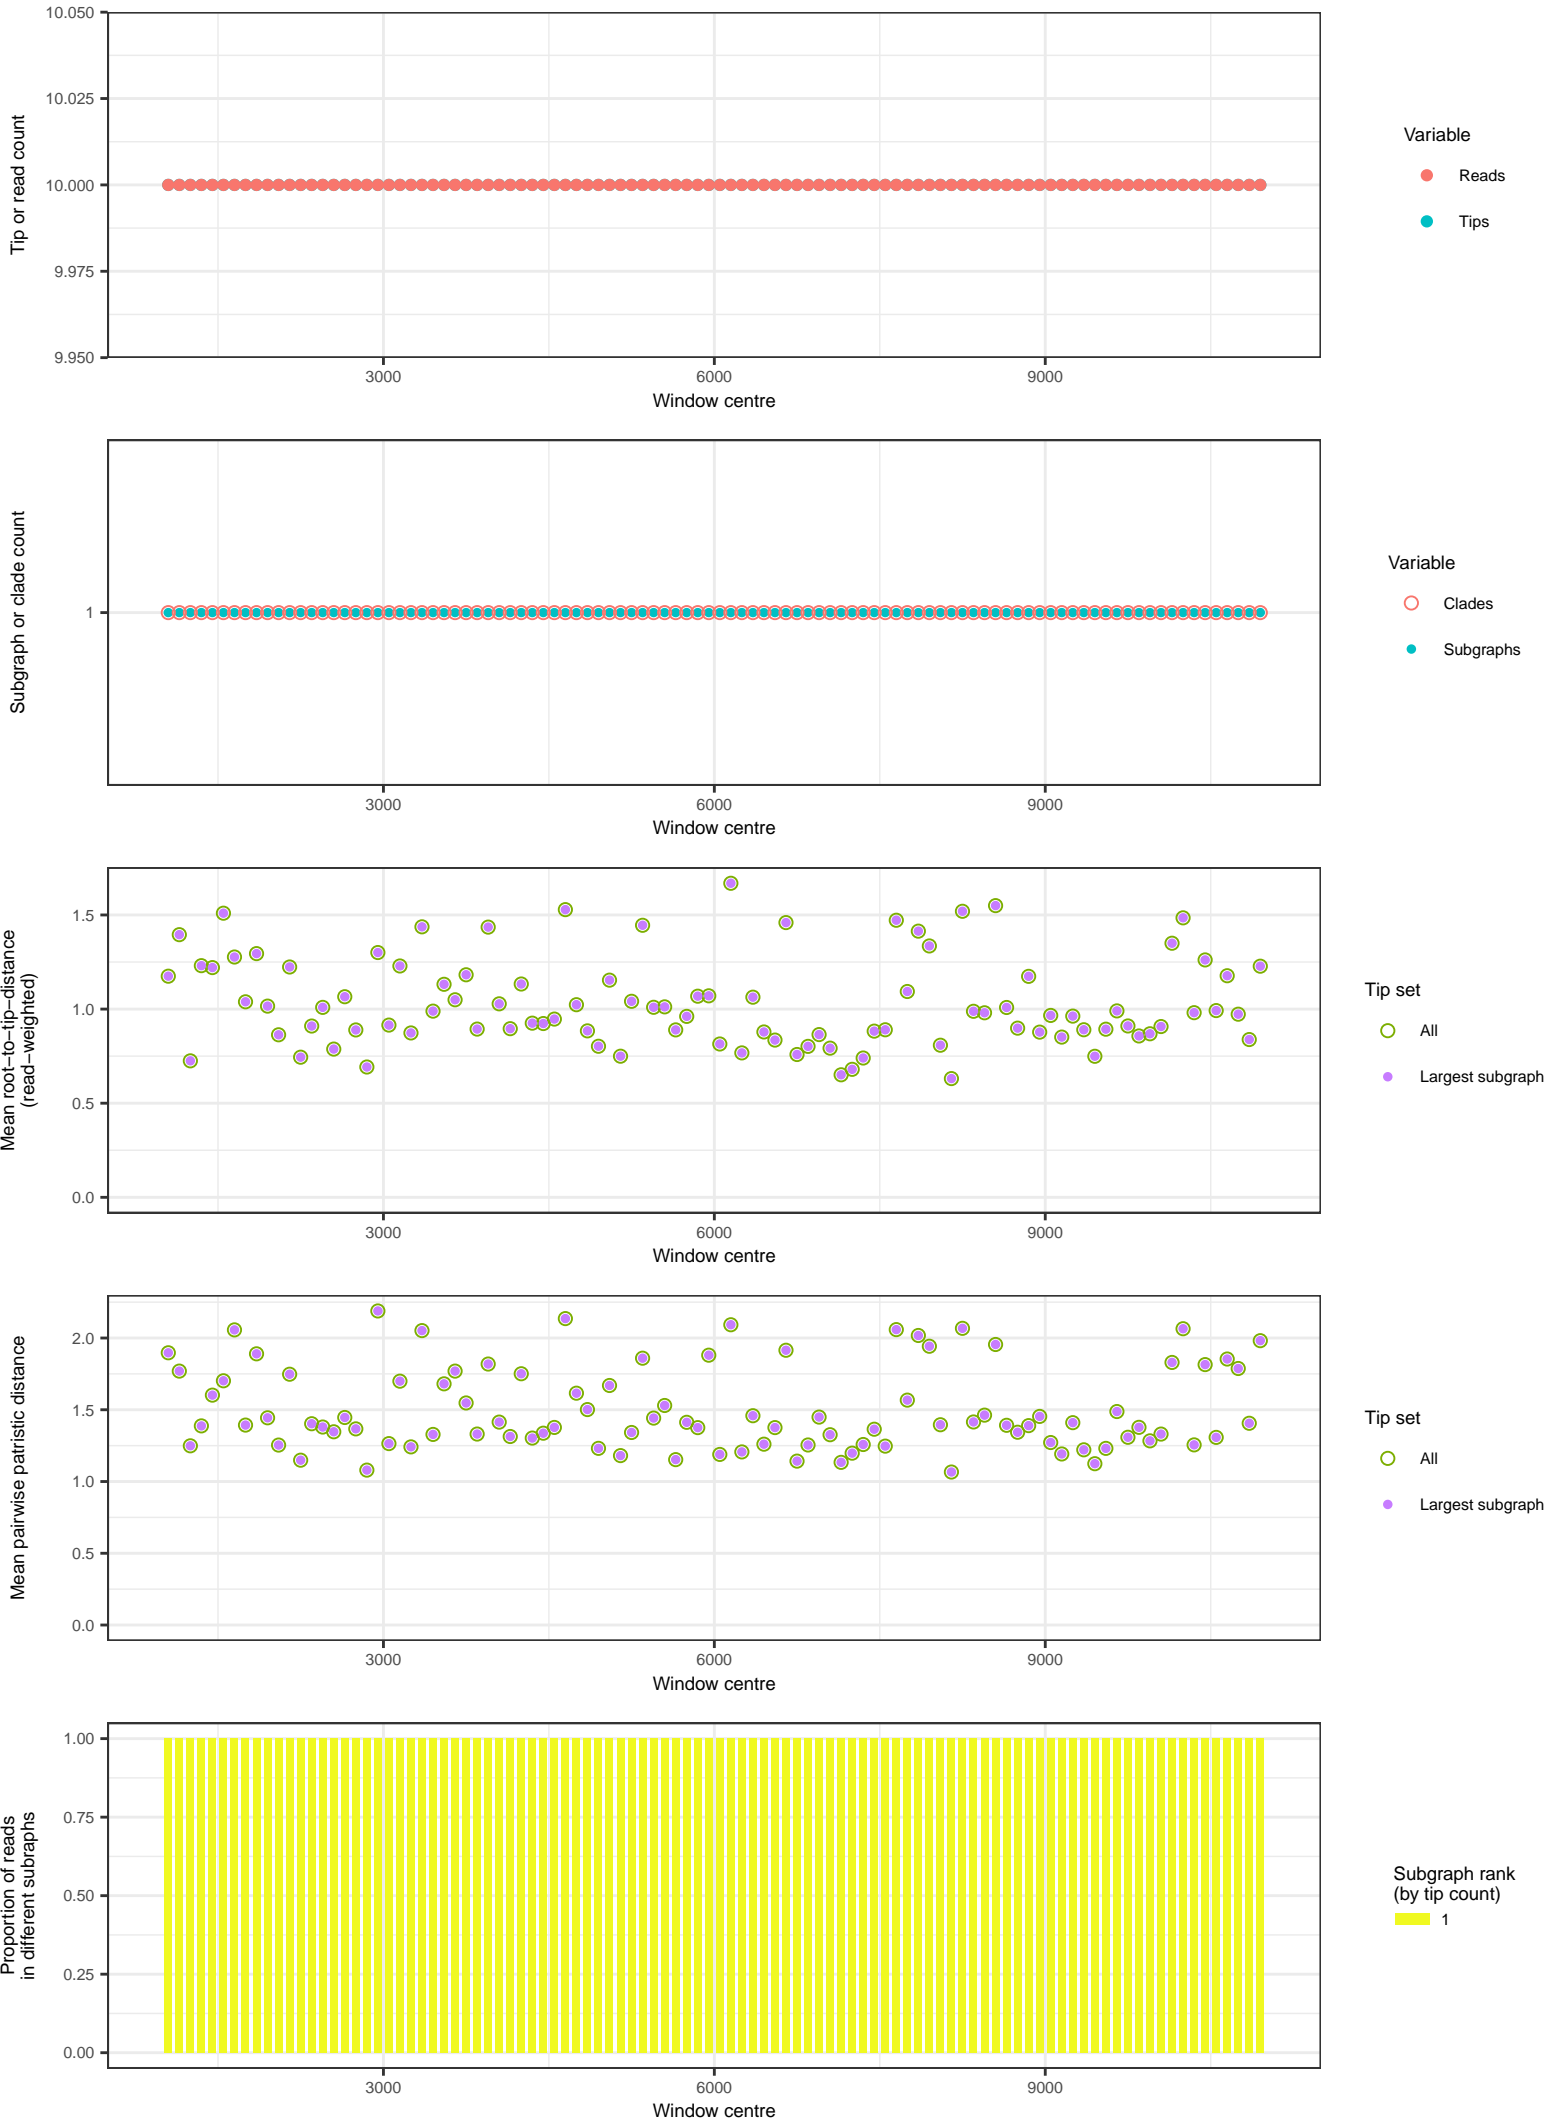 10.050
10.025
10.000
9.975
9.950
Tip or read count
3000
6000
9000
Window centre
Variable
Reads
Tips
1
Subgraph or clade count
3000
6000
9000
Window centre
Variable
Clades
Subgraphs
1.5
1.0
0.5
0.0
Mean root−to−tip−distance
(read−weighted)
3000
6000
9000
Window centre
Tip set
All
Largest subgraph
2.0
1.5
1.0
0.5
0.0
Mean pairwise patristic distance
3000
6000
9000
Window centre
Tip set
All
Largest subgraph
1.00
0.75
0.50
0.25
0.00
Proportion of reads
in different subraphs
3000
6000
9000
Window centre
Subgraph rank
(by tip count)
1